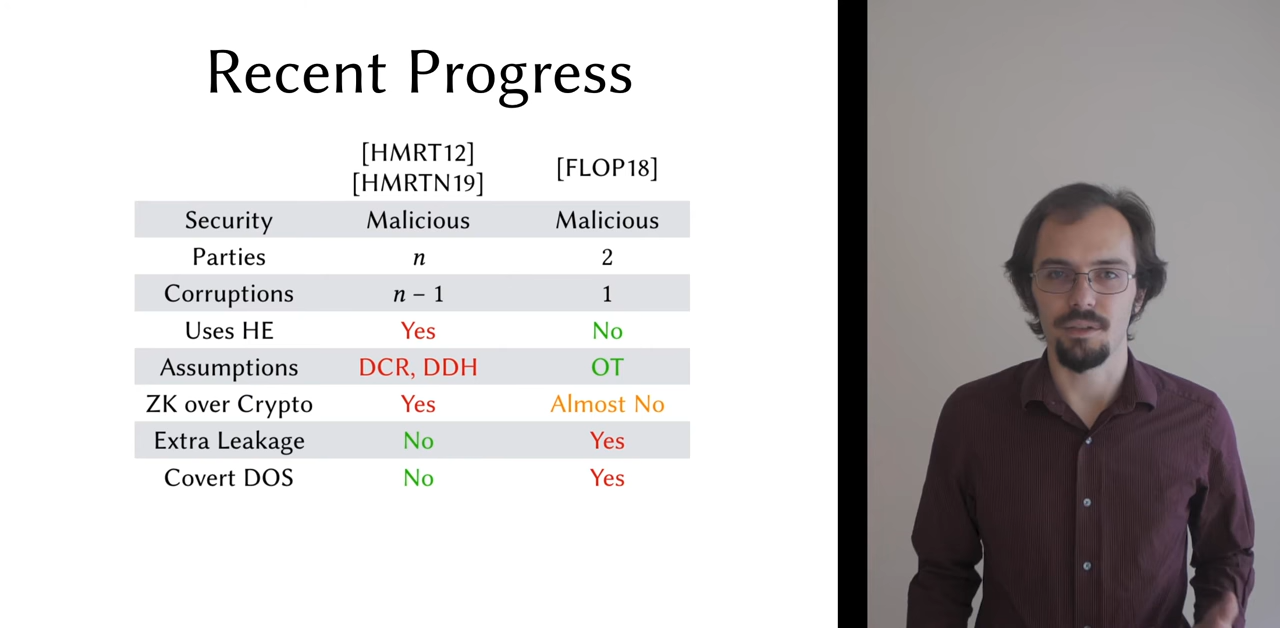 Recent Progress
[HMRT12]
[HMRTN19]
[FLOP18]
Security Malicious Malicious
Parties n 2
Corruptions n – 1 1
Uses HE Yes No
Assumptions DCR, DDH OT
ZK over Crypto Yes Almost No
Extra Leakage No Yes
Covert DOS No Yes